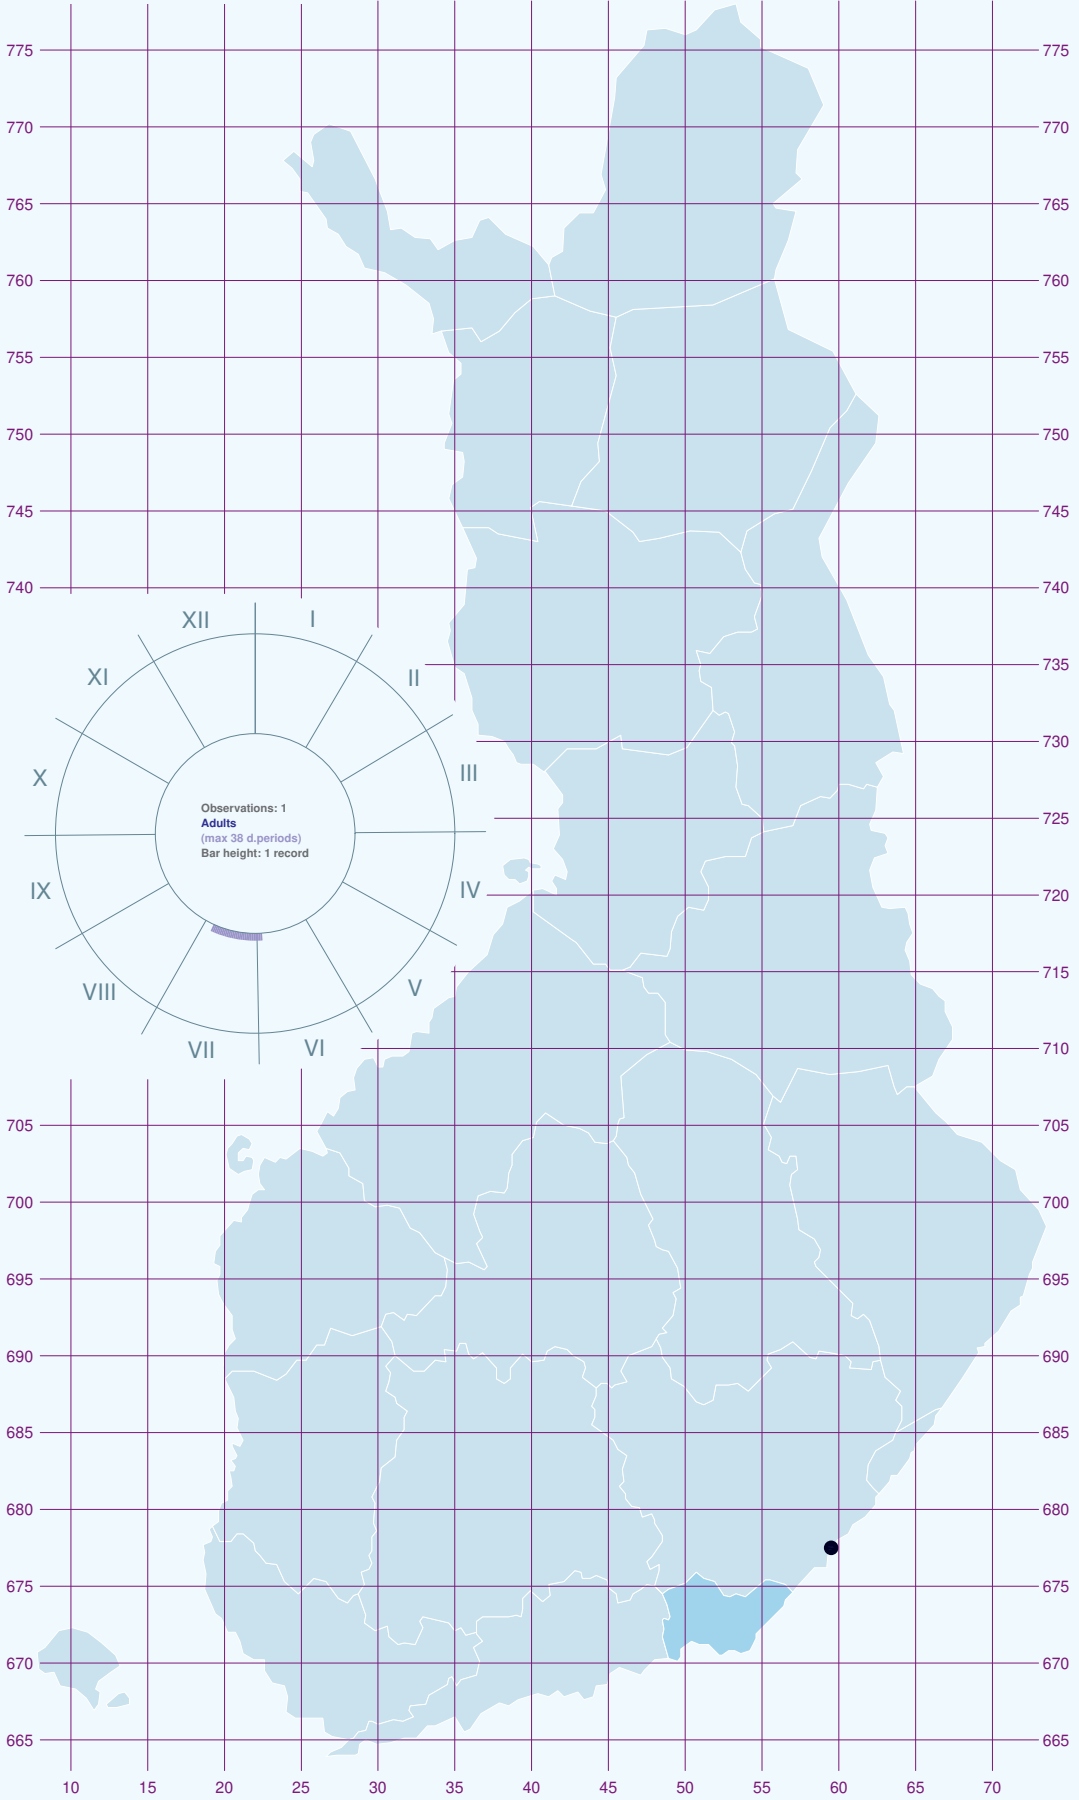 775 775
770 770
765 765
760 760
755 755
750 750
745 745
740 740
735
730
725
720
715
710
705 705
700 700
695 695
690 690
685 685
680 680
675 675
670 670
665 665
10 15 20 25 30 35 40 45 50 55 60 65 70
XII I
XI II
X III
IX IV
VIII V
VII VI
Observations: 1
Adults
(max 38 d.periods)
Bar height: 1 record